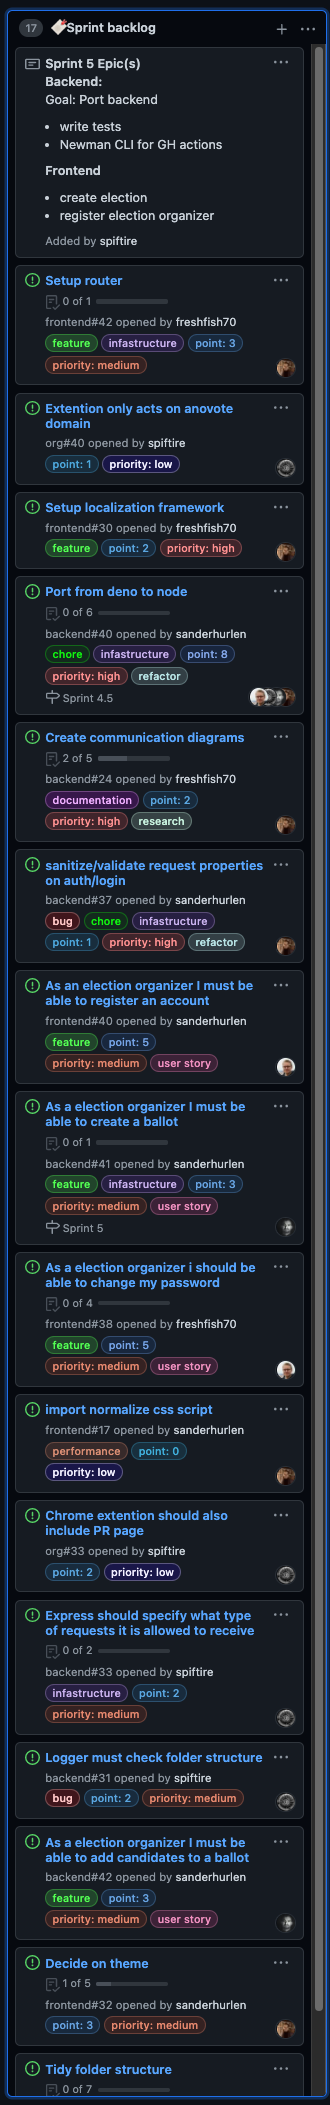 17 Sprint backlog
Sprint 5 Epic(s)
Backend:
Goal: Port backend
write tests
Newman CLI for GH actions
Frontend
create election
register election organizer
Added by spiftire
Setup router
0 of 1
frontend#42 opened by freshfish70
feature infastructure point: 3
priority: medium
Extention only acts on anovote
domain
org#40 opened by spiftire
point: 1 priority: low
Setup localization framework
frontend#30 opened by freshfish70
feature point: 2 priority: high
Port from deno to node
0 of 6
backend#40 opened by sanderhurlen
chore infastructure point: 8
priority: high refactor
Sprint 4.5
Create communication diagrams
2 of 5
backend#24 opened by freshfish70
documentation point: 2
priority: high research
sanitize/validate request properties
on auth/login
backend#37 opened by sanderhurlen
bug chore infastructure
point: 1 priority: high refactor
As an election organizer I must be
able to register an account
frontend#40 opened by sanderhurlen
feature point: 5
priority: medium user story
As a election organizer I must be
able to create a ballot
0 of 1
backend#41 opened by sanderhurlen
feature infastructure point: 3
priority: medium user story
Sprint 5
As a election organizer i should be
able to change my password
0 of 4
frontend#38 opened by freshfish70
feature point: 5
priority: medium user story
import normalize css script
frontend#17 opened by sanderhurlen
performance point: 0
priority: low
Chrome extention should also
include PR page
org#33 opened by spiftire
point: 2 priority: low
Express should specify what type
of requests it is allowed to receive
0 of 2
backend#33 opened by spiftire
infastructure point: 2
priority: medium
Logger must check folder structure
backend#31 opened by spiftire
bug point: 2 priority: medium
As a election organizer I must be
able to add candidates to a ballot
backend#42 opened by sanderhurlen
feature point: 3
priority: medium user story
Decide on theme
1 of 5
frontend#32 opened by sanderhurlen
point: 3 priority: medium
Tidy folder structure
0 of 7